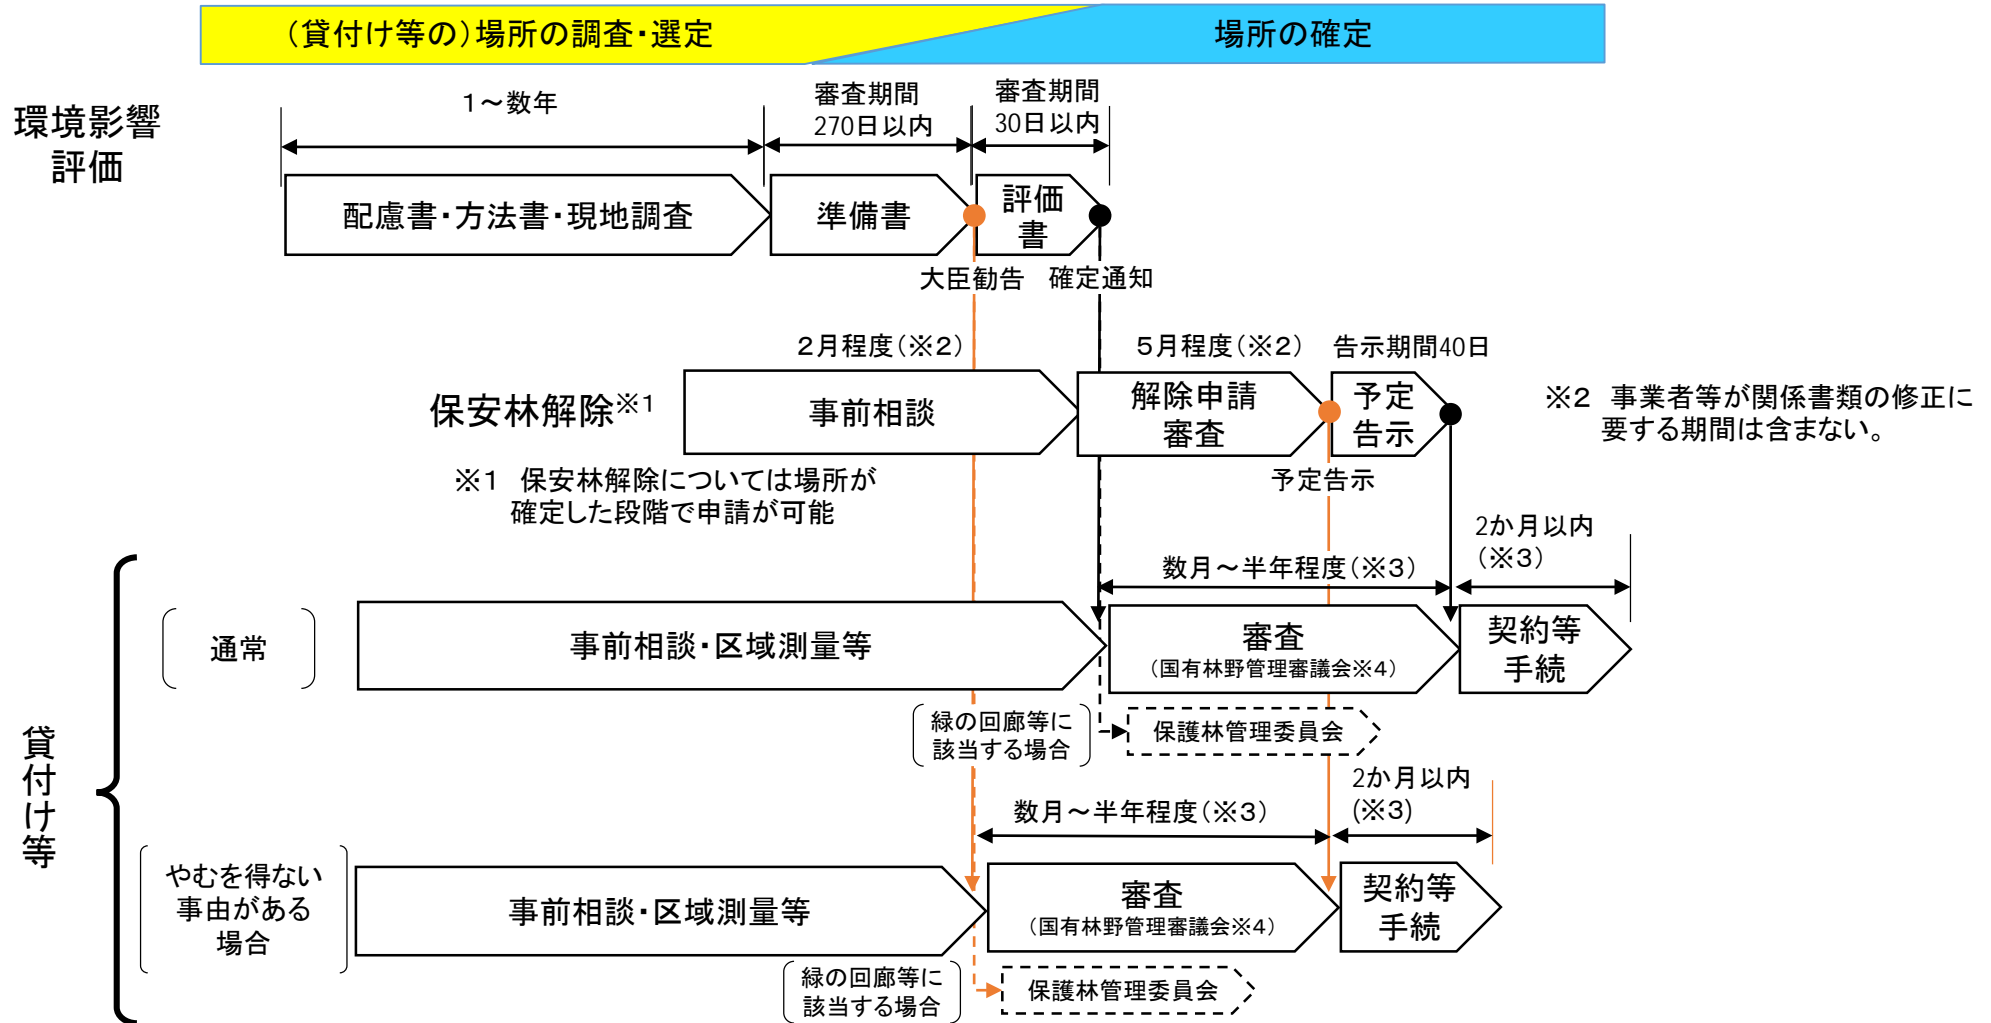 （貸付け等の）場所の調査・選定
場所の確定
環境影響
評価
1～数年
審査期間
270日以内
審査期間
30日以内
配慮書・方法書・現地調査
準備書
評価
書
大臣勧告
確定通知
2月程度（※2）
5月程度（※2）
告示期間40日
保安林解除※1
事前相談
解除申請
審査
予定
告示
※2 事業者等が関係書類の修正に
要する期間は含まない。
※1 保安林解除については場所が
確定した段階で申請が可能
予定告示
2か月以内
（※3）
数月～半年程度（※3）
通常
事前相談・区域測量等
審査
（国有林野管理審議会※4）
契約等
手続
緑の回廊等に
該当する場合
保護林管理委員会
貸付け等
2か月以内
（※3）
数月～半年程度（※3）
やむを得ない
事由がある
場合
事前相談・区域測量等
審査
（国有林野管理審議会※4）
契約等
手続
緑の回廊等に
該当する場合
保護林管理委員会